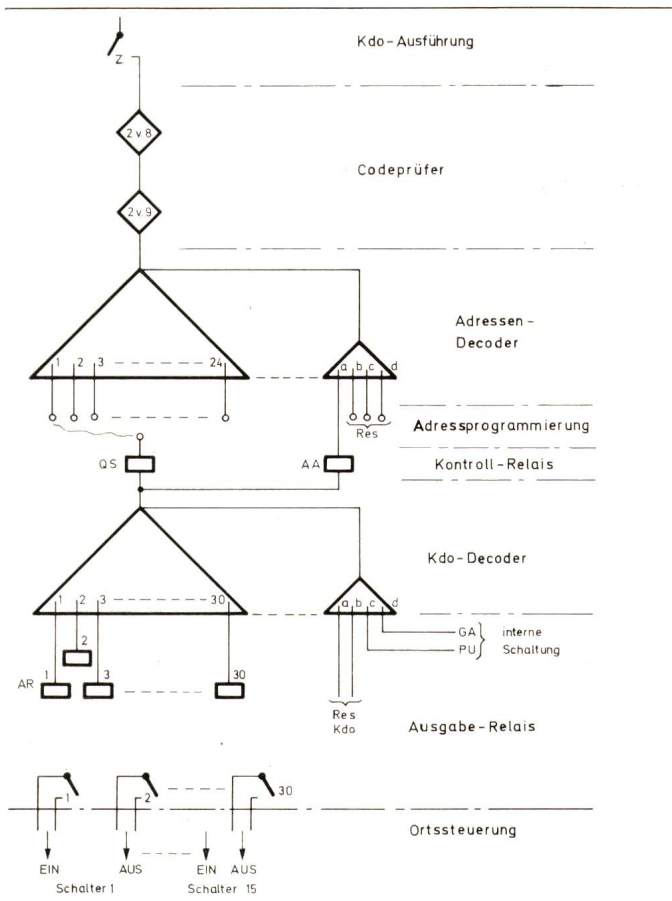 Kdo-Ausführung
Z
2 v. 8
Codeprüfer
2 v. 9
Adressen-
Decoder
1 2 3 24
a b c d
Res
Adressprogrammierung
QS AA Kontroll-Relais
Kdo-Decoder
1 2 3 30
a b c d
GA interne
PU Schaltung
2
AR 1 3 30
Res
Kdo
Ausgabe-Relais
1 2 30
Ortssteuerung
EIN AUS EIN AUS
Schalter 1 Schalter 15